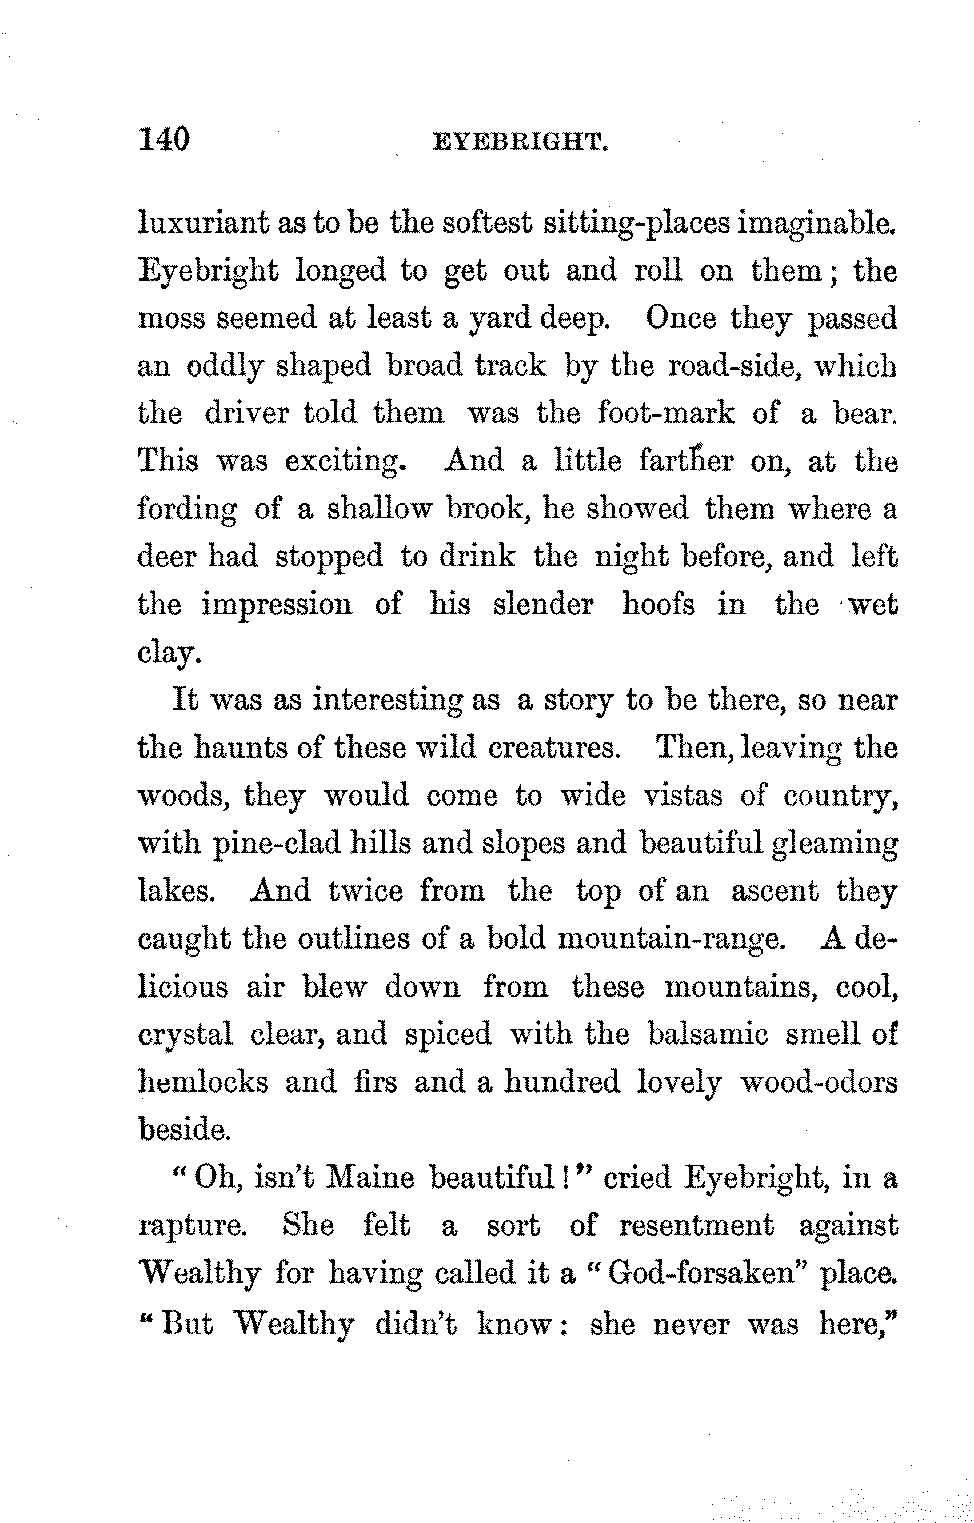 140 EYEBRIGHT.
luxuriant as to be the softest sitting-places imaginable.
Eyebright longed to get out and roll on them; the
moss seemed at least a yard deep. Once they passed
an oddly shaped broad track by the road-side, which
the driver told them was the foot-mark of a bear.
This was exciting. And a little farther on, at the
fording of a shallow brook, he showed them where a
deer had stopped to drink the night before, and left
the impression of his slender hoofs in the wet
clay.
It was as interesting as a story to be there, so near
the haunts of these wild creatures. Then, leaving the
woods, they would come to wide vistas of country,
with pine-clad hills and slopes and beautiful gleaming
lakes. And twice from the top of an ascent they
caught the outlines of a bold mountain-range. A de-
licious air blew down from these mountains, cool,
crystal clear, and spiced with the balsamic smell of
hemlocks and firs and a hundred lovely wood-odors
beside.
"Oh, isn't Maine beautiful!" cried Eyebright, in a
rapture. She felt a sort of resentment against
Wealthy for having called it a "God-forsaken" place.
"But Wealthy didn't know: she never was here,"